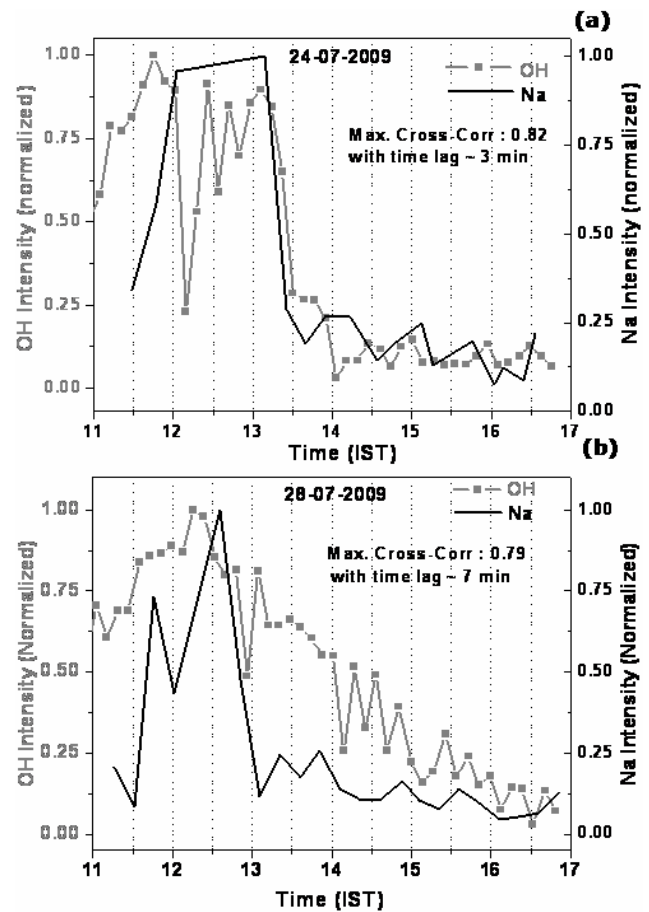 (a)
24-07-2009
OH
Na
Max. Cross-Corr : 0.82
with time lag ~ 3 min
OH Intensity (normalized)
1.00
0.75
0.50
0.25
0.00
Na Intensity (normalized)
1.00
0.75
0.50
0.25
0.00
11 12 13 14 15 16 17
Time (IST)
(b)
28-07-2009
OH
Na
Max. Cross-Corr : 0.79
with time lag ~ 7 min
OH Intensity (Normalized)
1.00
0.75
0.50
0.25
0.00
Na Intensity (Normalized)
1.00
0.75
0.50
0.25
0.00
11 12 13 14 15 16 17
Time (IST)